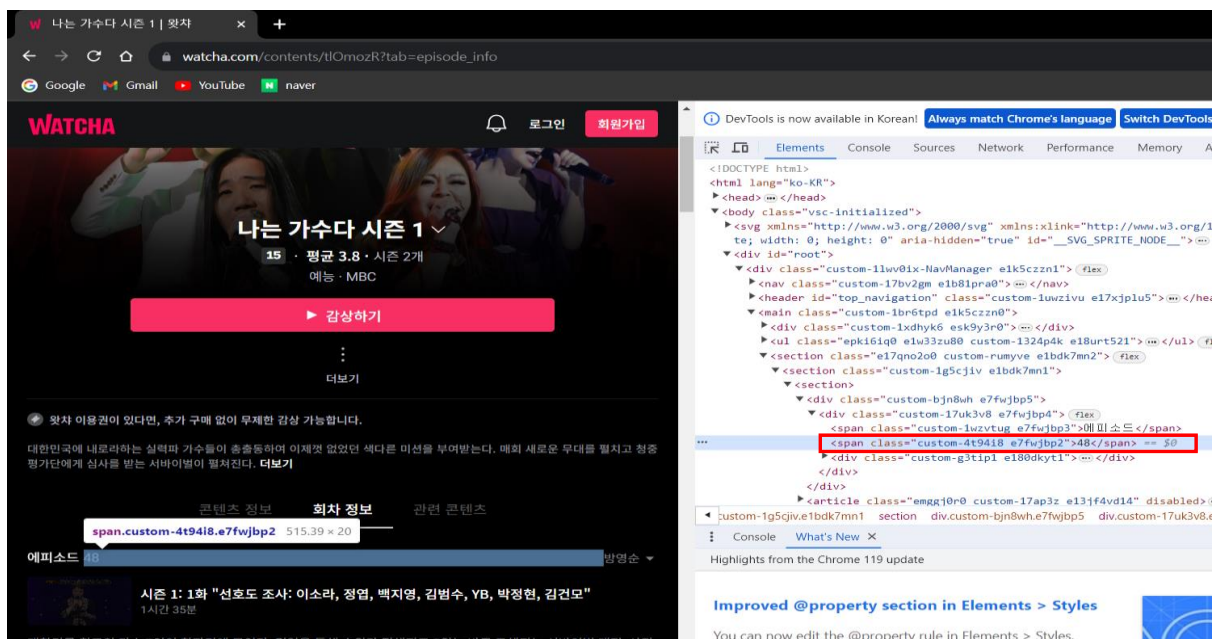 나는 가수다 시즌 1 | 왓챠
watcha.com/contents/tlOmozR?tab=episode_info
Google Gmail YouTube naver
WATCHA 로그인 회원가입
나는 가수다 시즌 1
15 · 평균 3.8 · 시즌 2개
예능 · MBC
감상하기
더보기
왓챠 이용권이 있다면, 추가 구매 없이 무제한 감상 가능합니다.
대한민국에 내로라하는 실력파 가수들이 총출동하여 이제껏 없었던 색다른 미션을 부여받는다. 매회 새로운 무대를 펼치고 청중
평가단에게 심사를 받는 서바이벌이 펼쳐진다. 더보기
콘텐츠 정보 회차 정보 관련 콘텐츠
span.custom-4t94i8.e7fwjbp2 515.39 × 20
에피소드 48 방영순
시즌 1: 1화 "선호도 조사: 이소라, 정엽, 백지영, 김범수, YB, 박정현, 김건모"
1시간 35분
DevTools is now available in Korean! Always match Chrome's language Switch DevTools
Elements Console Sources Network Performance Memory
<!DOCTYPE html>
<html lang="ko-KR">
<head> … </head>
<body class="vsc-initialized">
<svg xmlns="http://www.w3.org/2000/svg" xmlns:xlink="http://www.w3.org/1
te; width: 0; height: 0" aria-hidden="true" id="__SVG_SPRITE_NODE__"> …
<div id="root">
<div class="custom-1lwv0ix-NavManager e1k5czzn1"> flex
<nav class="custom-17bv2gm e1b81pra0"> … </nav>
<header id="top_navigation" class="custom-1uwzivu e17xjplu5"> … </hea
<main class="custom-1br6tpd e1k5czzn0">
<div class="custom-1xdhyk6 esk9y3r0"> … </div>
<ul class="epki6iq0 e1w33zu80 custom-1324p4k e18urt521"> … </ul>
<section class="e17qno2o0 custom-rumyve e1bdk7mn2"> flex
<section class="custom-1g5cjiv e1bdk7mn1">
<section>
<div class="custom-bjn8wh e7fwjbp5">
<div class="custom-17uk3v8 e7fwjbp4"> flex
<span class="custom-1wzvtug e7fwjbp3">에피소드</span>
… <span class="custom-4t94i8 e7fwjbp2">48</span> == $0
<div class="custom-g3tip1 e180dkyt1"> … </div>
</div>
</div>
<article class="emggj0r0 custom-17ap3z e13jf4vd14" disabled>
custom-1g5cjiv.e1bdk7mn1 section div.custom-bjn8wh.e7fwjbp5 div.custom-17uk3v8.e
Console What's New ×
Highlights from the Chrome 119 update
Improved @property section in Elements > Styles
You can now edit the @property rule in Elements > Styles.